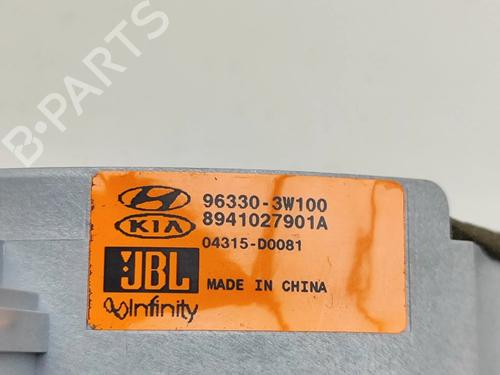 B-PARTS
96330-3W100
KIA 8941027901A
04315-D0081
JBL MADE IN CHINA
Infinity